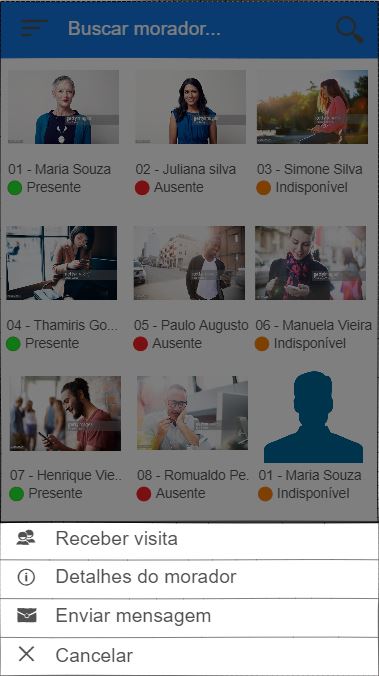 Buscar morador...
01 - Maria Souza
Presente
02 - Juliana silva
Ausente
03 - Simone Silva
Indisponível
04 - Thamiris Go...
Presente
05 - Paulo Augusto
Ausente
06 - Manuela Vieira
Indisponível
07 - Henrique Vie..
Presente
08 - Romualdo Pe.
Ausente
01 - Maria Souza
Indisponível
Receber visita
Detalhes do morador
Enviar mensagem
Cancelar